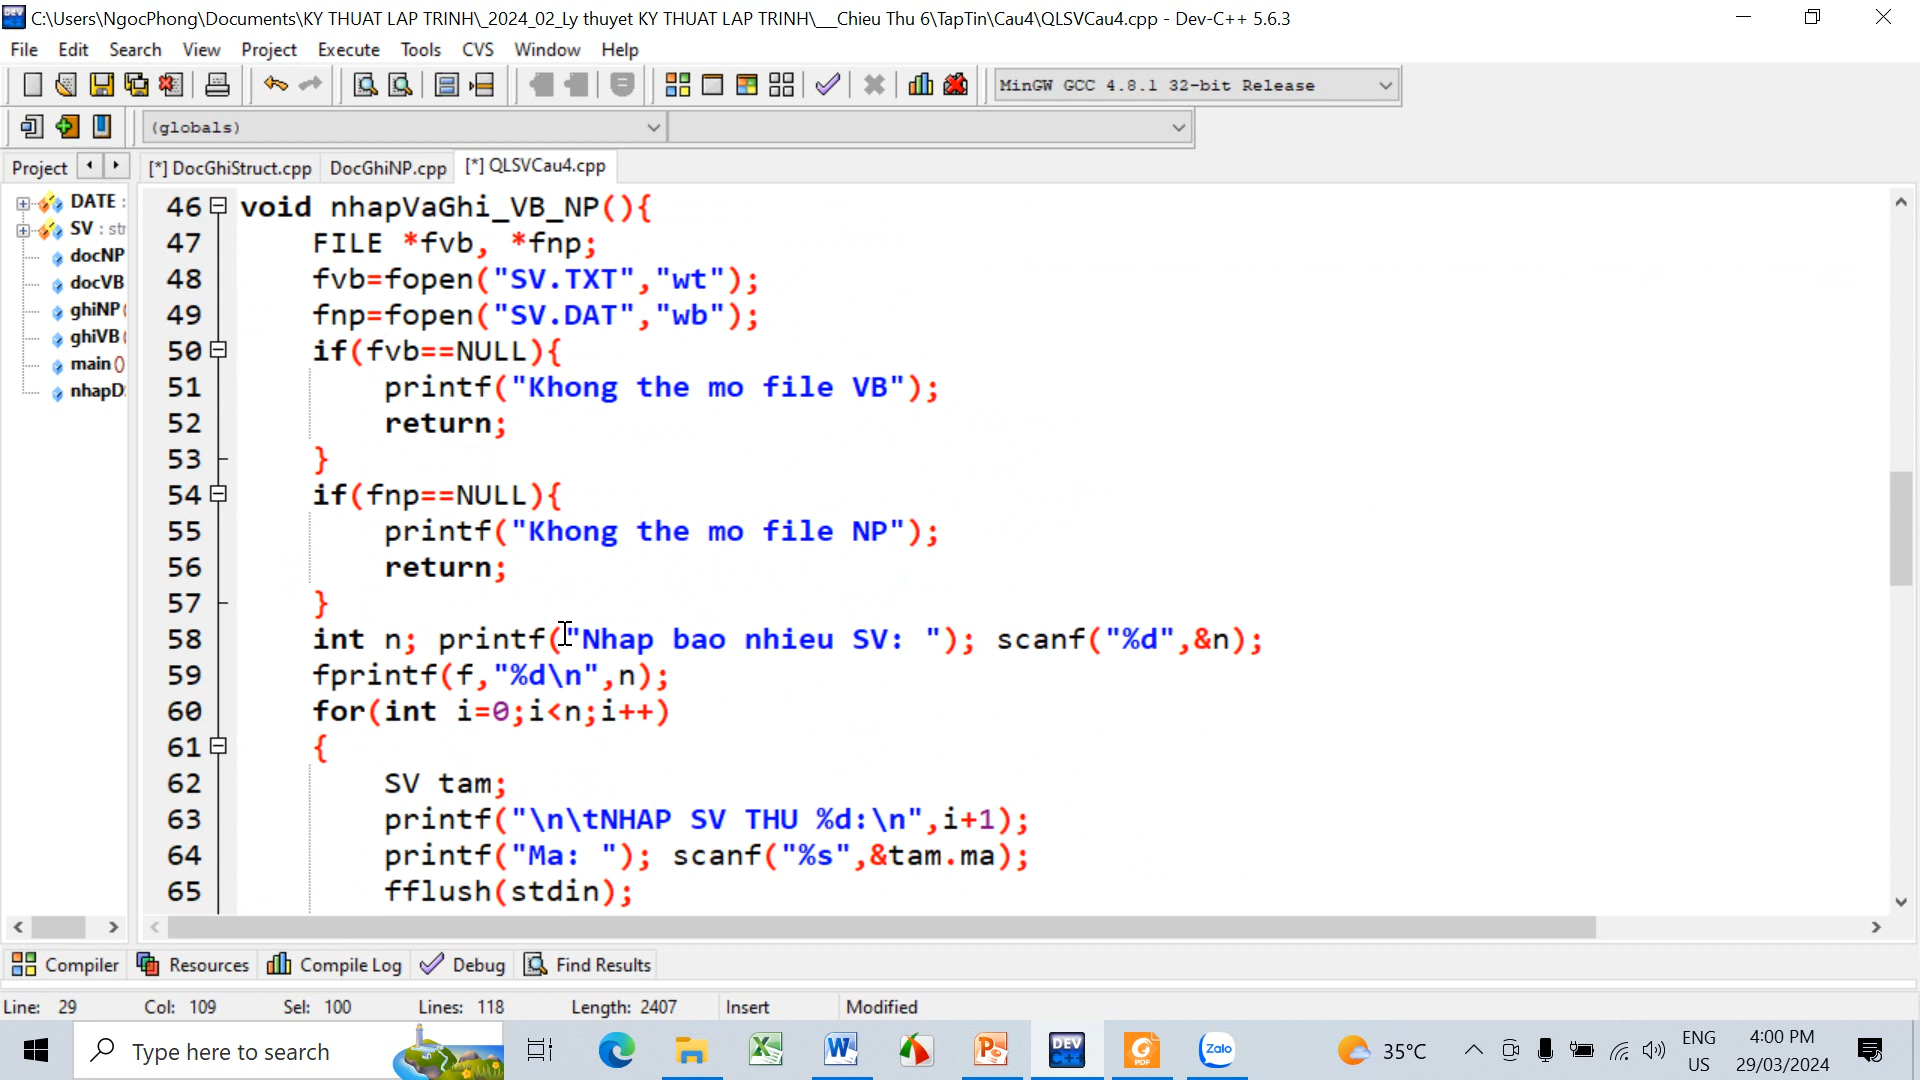 C:\Users\NgocPhong\Documents\KY THUAT LAP TRINH\_2024_02_Ly thuyet KY THUAT LAP TRINH\__Chieu Thu 6\TapTin\Cau4\QLSVCau4.cpp - Dev-C++ 5.6.3
File Edit Search View Project Execute Tools CVS Window Help
MinGW GCC 4.8.1 32-bit Release
(globals)
Project [*] DocGhiStruct.cpp DocGhiNP.cpp [*] QLSVCau4.cpp
DATE :
SV : str
docNP
docVB
ghiNP(
ghiVB(
main ()
nhapD
46 void nhapVaGhi_VB_NP(){
47 FILE *fvb, *fnp;
48 fvb=fopen("SV.TXT","wt");
49 fnp=fopen("SV.DAT","wb");
50 if(fvb==NULL){
51 printf("Khong the mo file VB");
52 return;
53 }
54 if(fnp==NULL){
55 printf("Khong the mo file NP");
56 return;
57 }
58 int n; printf("Nhap bao nhieu SV: "); scanf("%d",&n);
59 fprintf(f,"%d\n",n);
60 for(int i=0;i<n;i++)
61 {
62 SV tam;
63 printf("\n\tNHAP SV THU %d:\n",i+1);
64 printf("Ma: "); scanf("%s",&tam.ma);
65 fflush(stdin);
Compiler Resources Compile Log Debug Find Results
Line: 29 Col: 109 Sel: 100 Lines: 118 Length: 2407 Insert Modified
Type here to search
DEV C++
PDF
Zalo
35°C
ENG
US
4:00 PM
29/03/2024